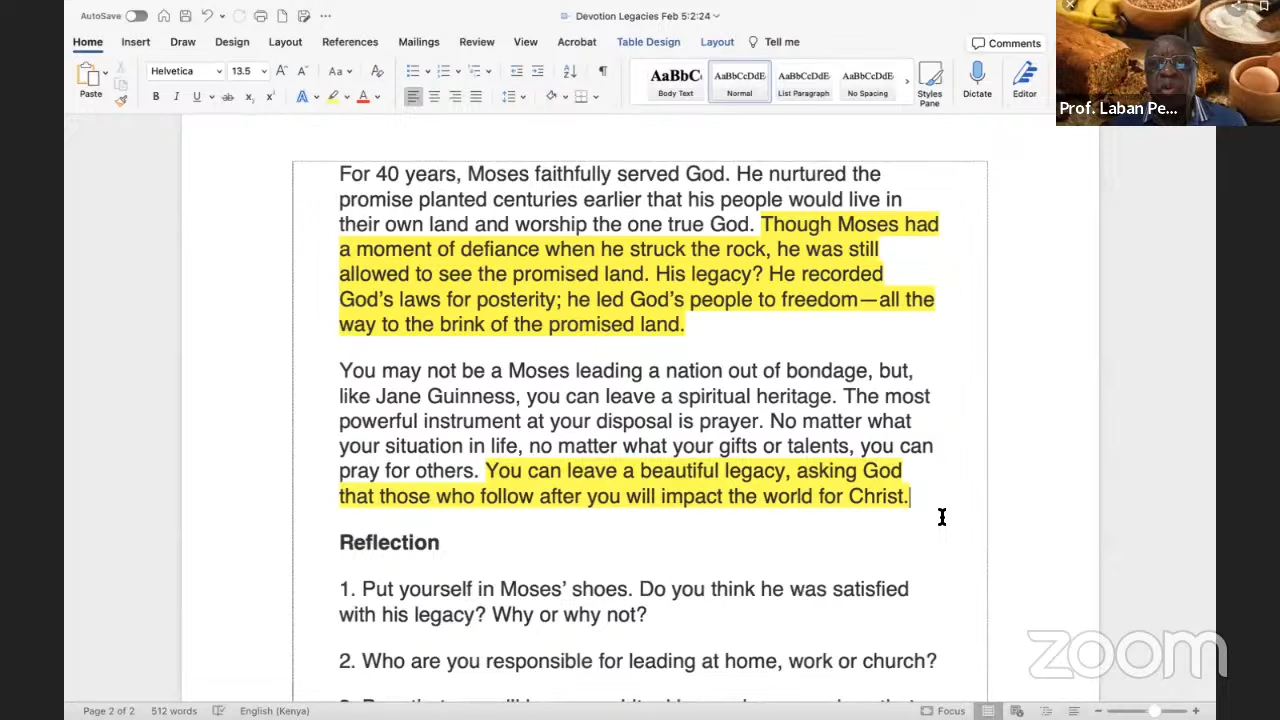 AutoSave
Devotion Legacies Feb 5:2:24
Home Insert Draw Design Layout References Mailings Review View Acrobat Table Design Layout Tell me Comments
Paste
Helvetica 13.5
AaBbC AaBbCcDdE AaBbCcDdE AaBbCcDdE
Body Text Normal List Paragraph No Spacing
Styles Pane Dictate Editor
Prof. Laban Pe...
For 40 years, Moses faithfully served God. He nurtured the
promise planted centuries earlier that his people would live in
their own land and worship the one true God. Though Moses had
a moment of defiance when he struck the rock, he was still
allowed to see the promised land. His legacy? He recorded
God’s laws for posterity; he led God’s people to freedom—all the
way to the brink of the promised land.
You may not be a Moses leading a nation out of bondage, but,
like Jane Guinness, you can leave a spiritual heritage. The most
powerful instrument at your disposal is prayer. No matter what
your situation in life, no matter what your gifts or talents, you can
pray for others. You can leave a beautiful legacy, asking God
that those who follow after you will impact the world for Christ.
Reflection
1. Put yourself in Moses’ shoes. Do you think he was satisfied
with his legacy? Why or why not?
2. Who are you responsible for leading at home, work or church?
zoom
Page 2 of 2 512 words English (Kenya) Focus